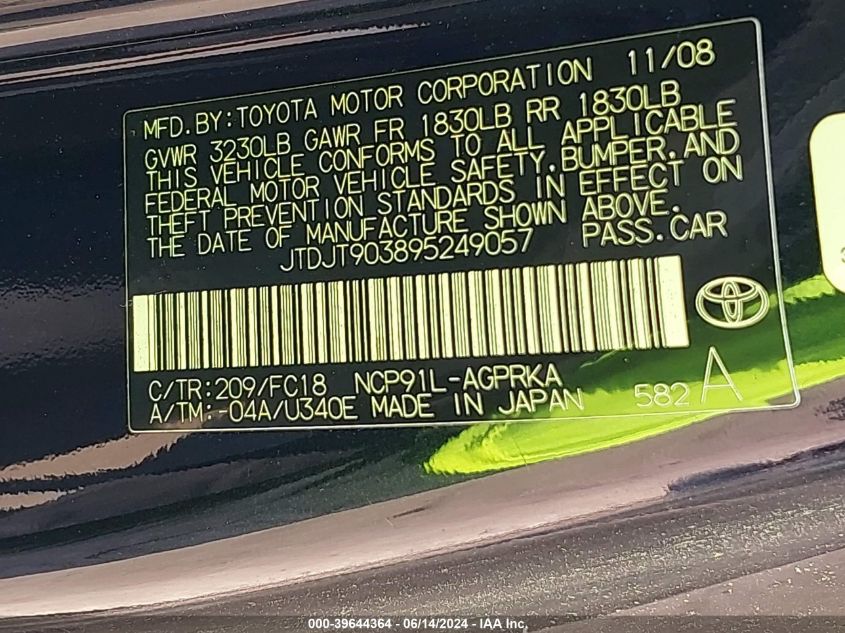 MFD.BY:TOYOTA MOTOR CORPORATION 11/08
GVWR 3230LB GAWR FR 1830LB RR 1830LB
THIS VEHICLE CONFORMS TO ALL APPLICABLE
FEDERAL MOTOR VEHICLE SAFETY,BUMPER,AND
THEFT PREVENTION STANDARDS IN EFFECT ON
THE DATE OF MANUFACTURE SHOWN ABOVE.
JTDJT903895249057 PASS.CAR
C/TR:209/FC18 NCP91L-AGPRKA
A/TM:-04A/U340E MADE IN JAPAN 582 A
000-39644364 - 06/14/2024 - IAA Inc.